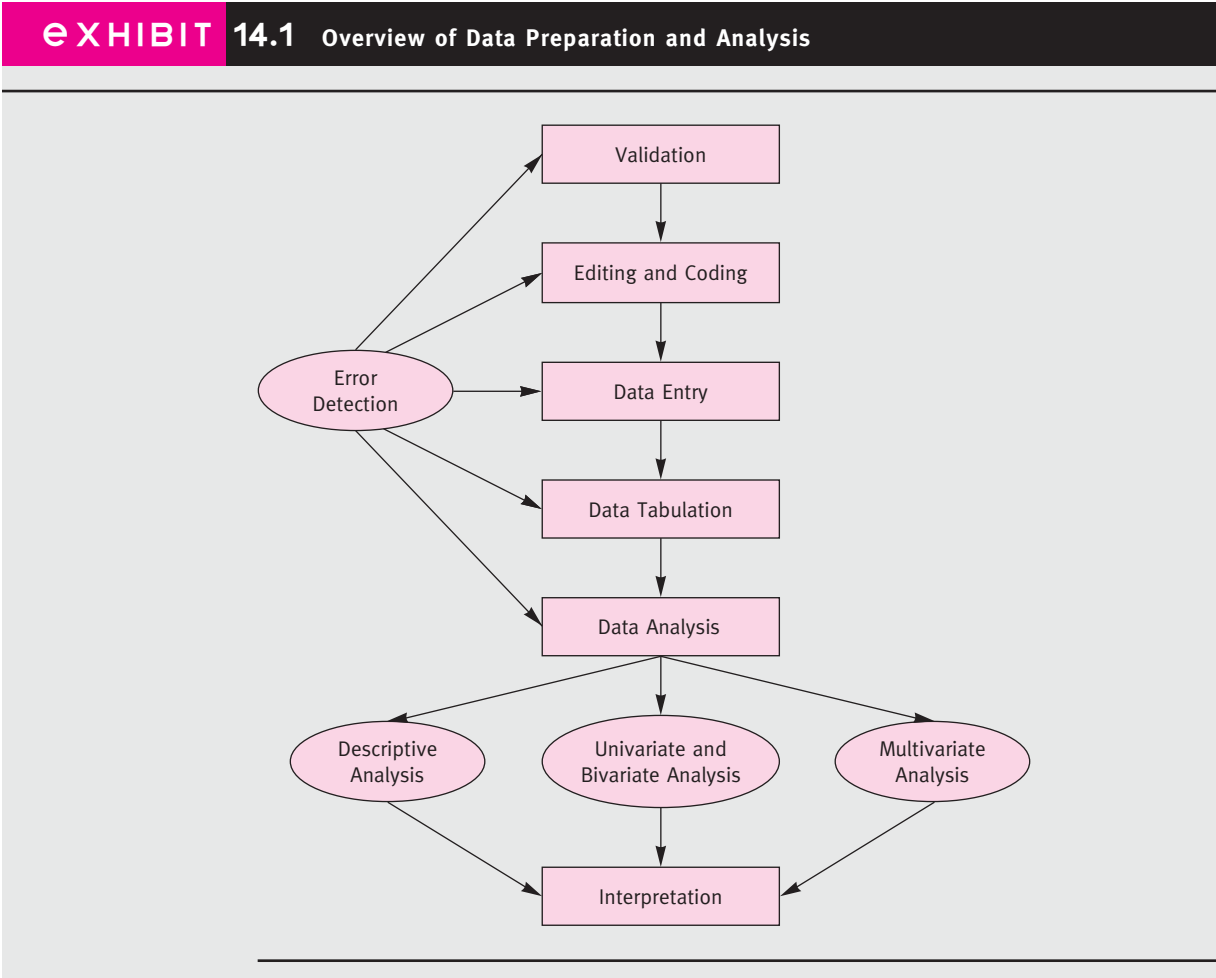 eXHIBIT 14.1 Overview of Data Preparation and Analysis
Validation
Editing and Coding
Error
Detection
Data Entry
Data Tabulation
Data Analysis
Descriptive
Analysis
Univariate and
Bivariate Analysis
Multivariate
Analysis
Interpretation